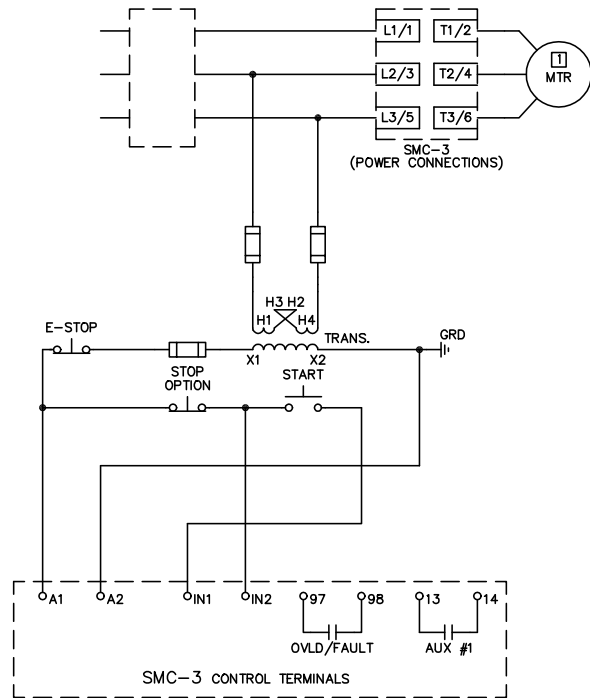 L1/1 T1/2
1
L2/3 T2/4 MTR
L3/5 T3/6
SMC-3
(POWER CONNECTIONS)
H3 H2
H1 H4
E-STOP
TRANS.
GRD
X1 X2
STOP
OPTION
START
A1 A2 IN1 IN2 97 98 13 14
OVLD/FAULT AUX #1
SMC-3 CONTROL TERMINALS